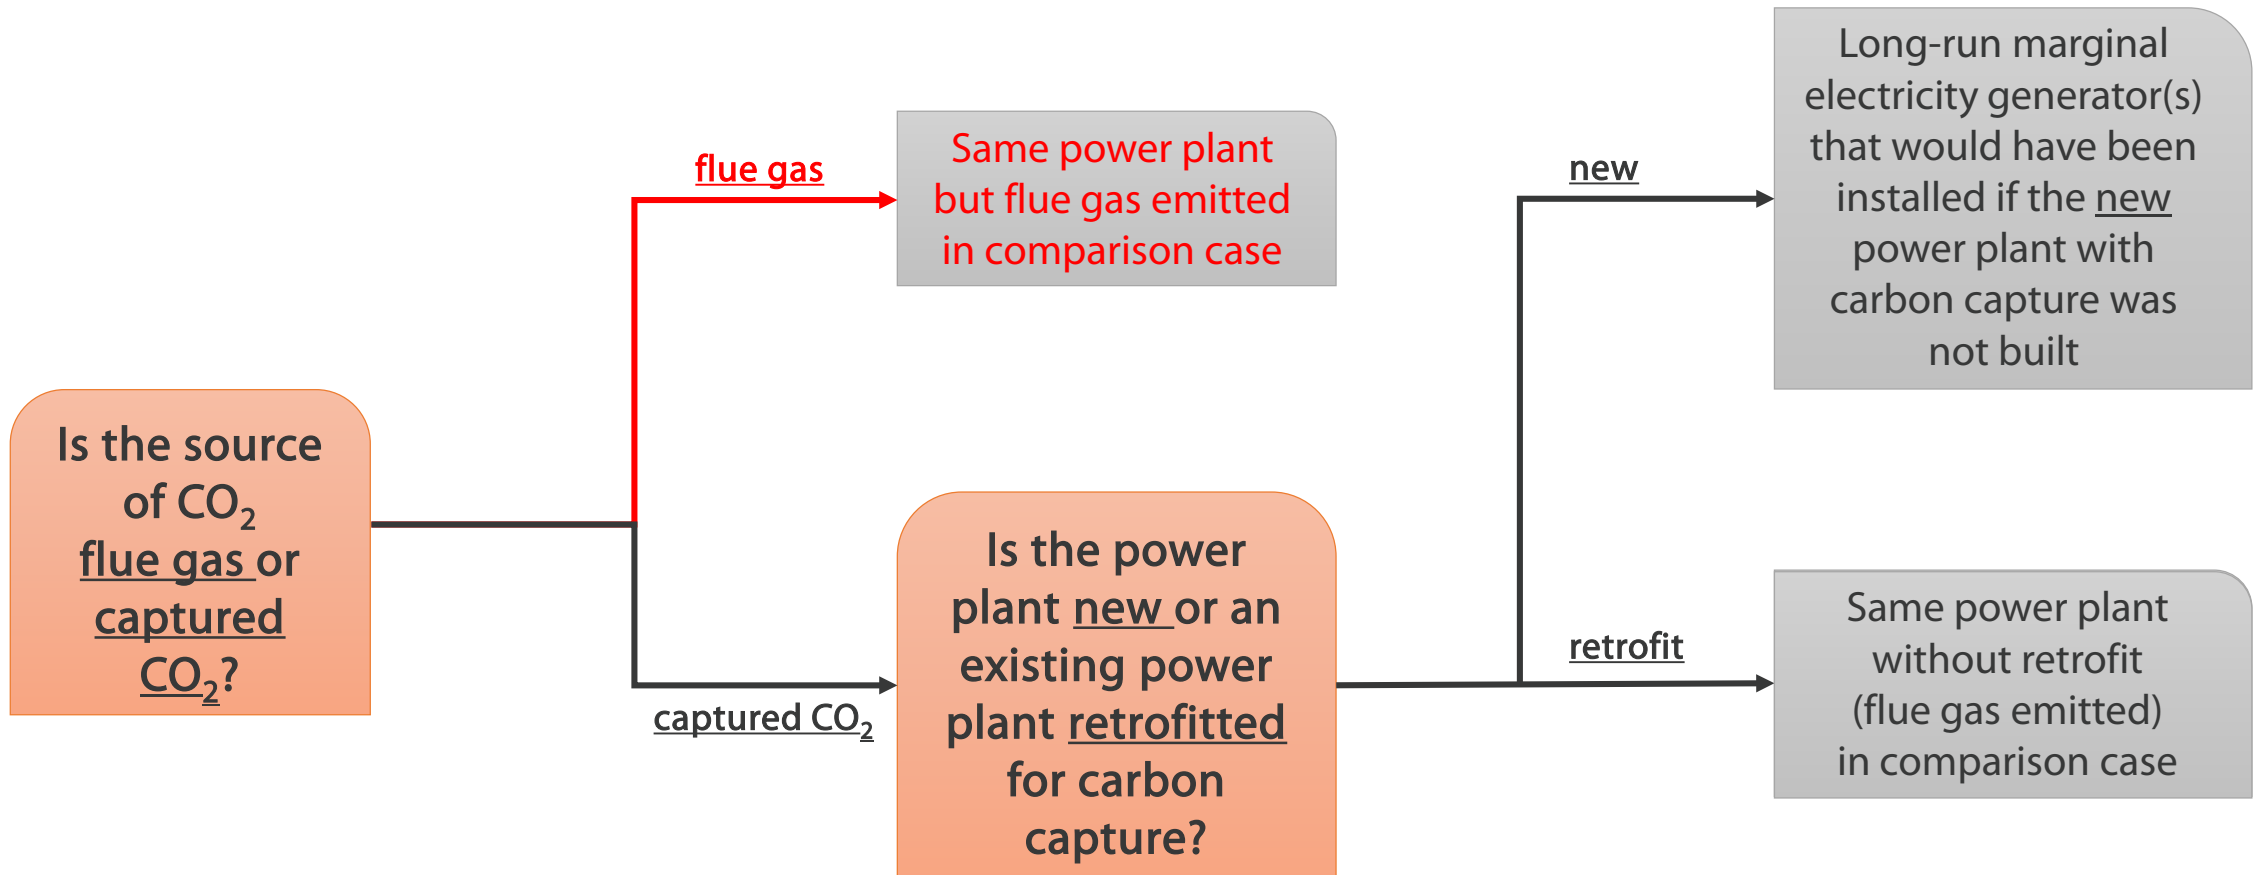 Is the source
of CO₂
flue gas or
captured
CO₂?
flue gas
Same power plant
but flue gas emitted
in comparison case
captured CO₂
Is the power
plant new or an
existing power
plant retrofitted
for carbon
capture?
new
Long-run marginal
electricity generator(s)
that would have been
installed if the new
power plant with
carbon capture was
not built
retrofit
Same power plant
without retrofit
(flue gas emitted)
in comparison case